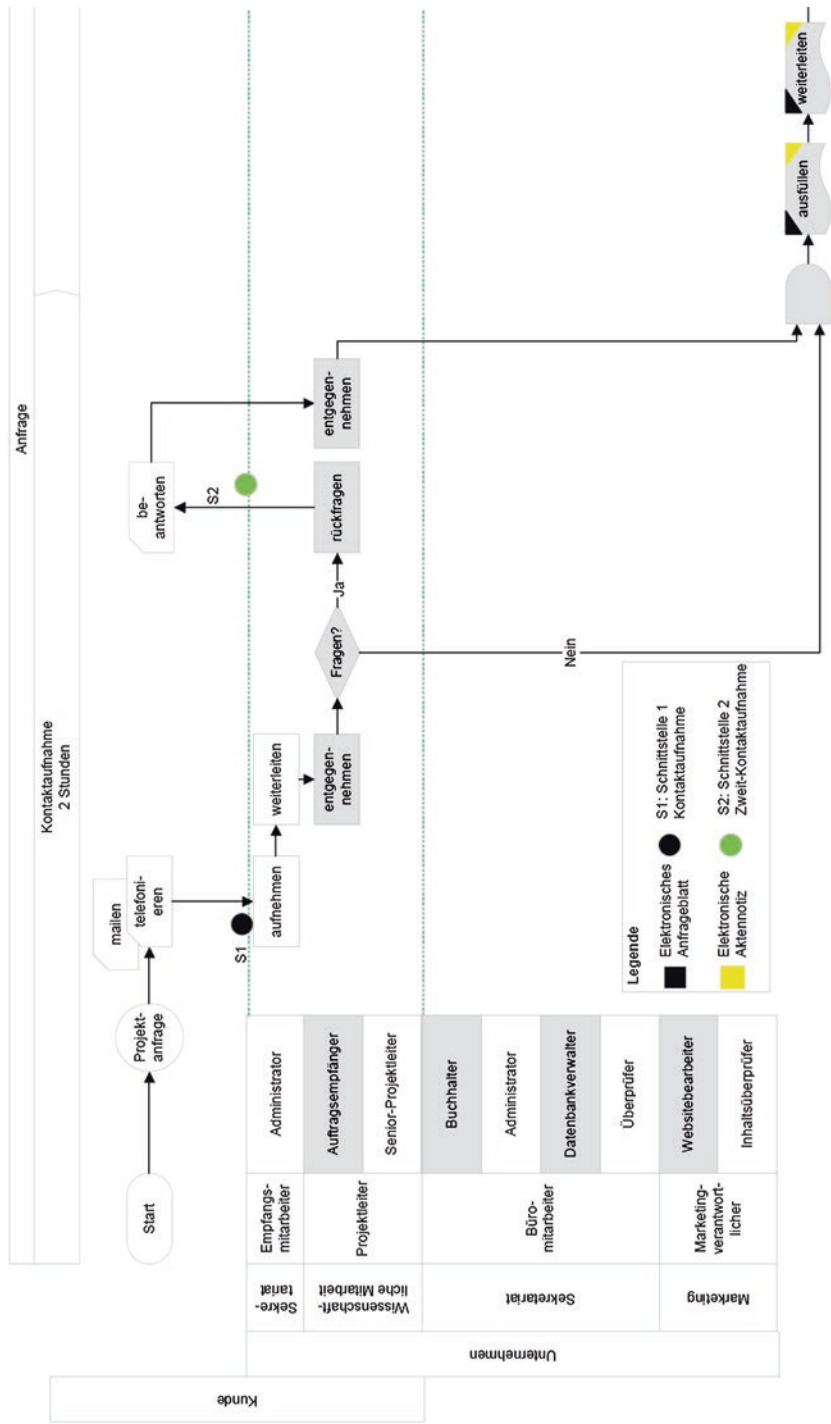 Anfrage
Kontaktaufnahme
2 Stunden
Start
Projekt-
anfrage
mailen
telefoni-
eren
be-
antworten
S1
S2
aufnehmen
weiterleiten
entgegen-
nehmen
Fragen?
Ja
Nein
rückfragen
entgegen-
nehmen
ausfüllen
weiterleiten
Kunde
Unternehmen
Sekre-
tariat
Empfangs-
mitarbeiter
Administrator
Wissenschaft-
liche Mitarbeit
Projektleiter
Auftragsempfänger
Senior-Projektleiter
Sekretariat
Büro-
mitarbeiter
Buchhalter
Administrator
Datenbankverwalter
Überprüfer
Marketing
Marketing-
verantwort-
licher
Websitebearbeiter
Inhaltsüberprüfer
Legende
Elektronisches
Anfrageblatt
S1: Schnittstelle 1
Kontaktaufnahme
Elektronische
Aktennotiz
S2: Schnittstelle 2
Zweit-Kontaktaufnahme